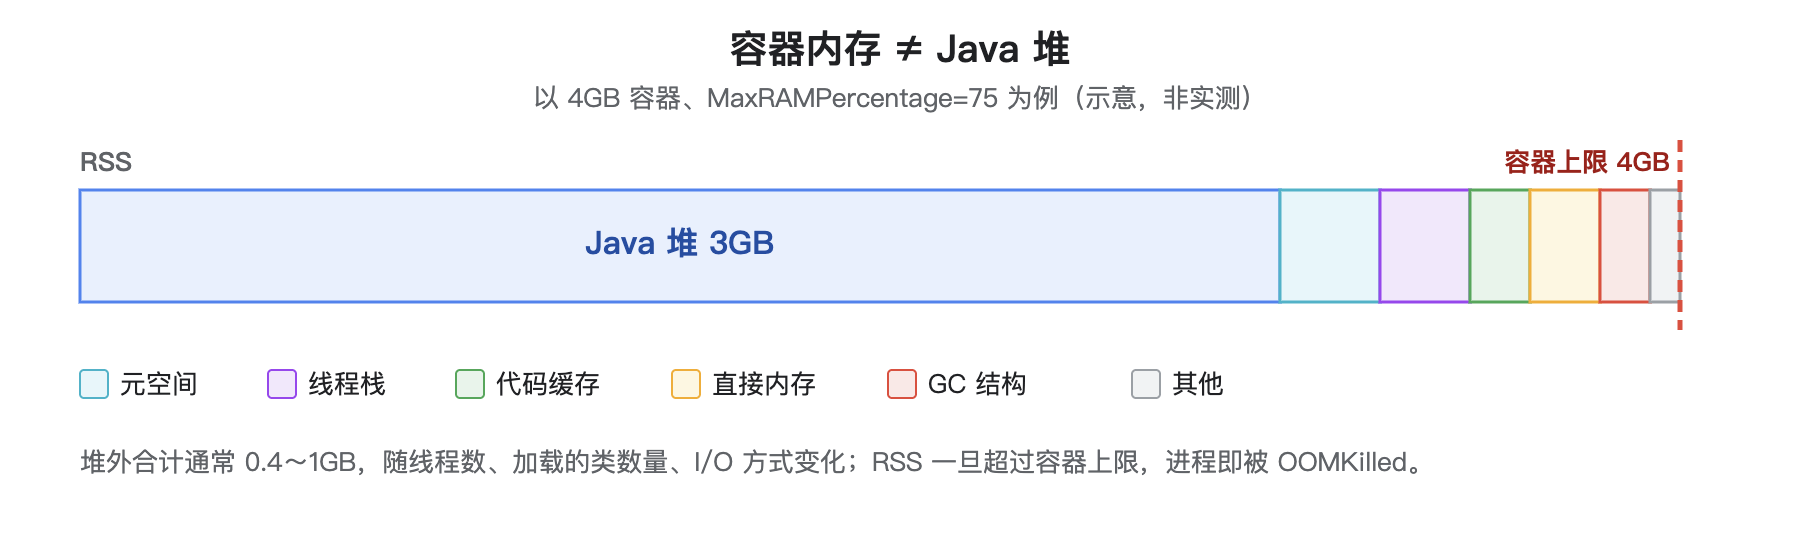 容器内存 ≠ Java 堆
以 4GB 容器、MaxRAMPercentage=75 为例（示意，非实测）
RSS
容器上限 4GB
Java 堆 3GB
元空间
线程栈
代码缓存
直接内存
GC 结构
其他
堆外合计通常 0.4～1GB，随线程数、加载的类数量、I/O 方式变化；RSS 一旦超过容器上限，进程即被 OOMKilled。